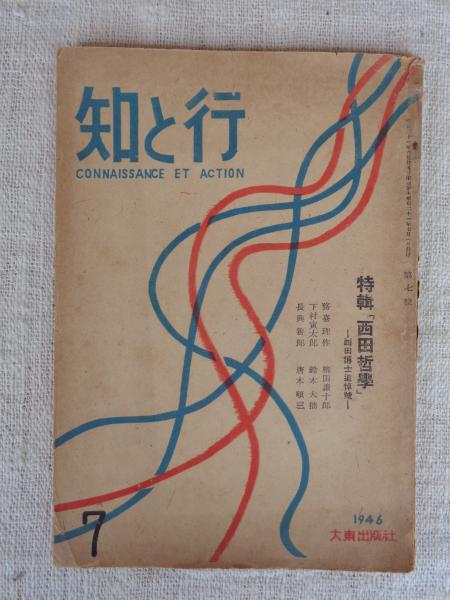 知と行
CONNAISSANCE ET ACTION
特輯「西田哲學」
―西田博士追悼號―
務臺理作
下村寅太郎
長與善郎
柳田謙十郎
鈴木大拙
唐木順三
第七號
7
1946
大東出版社